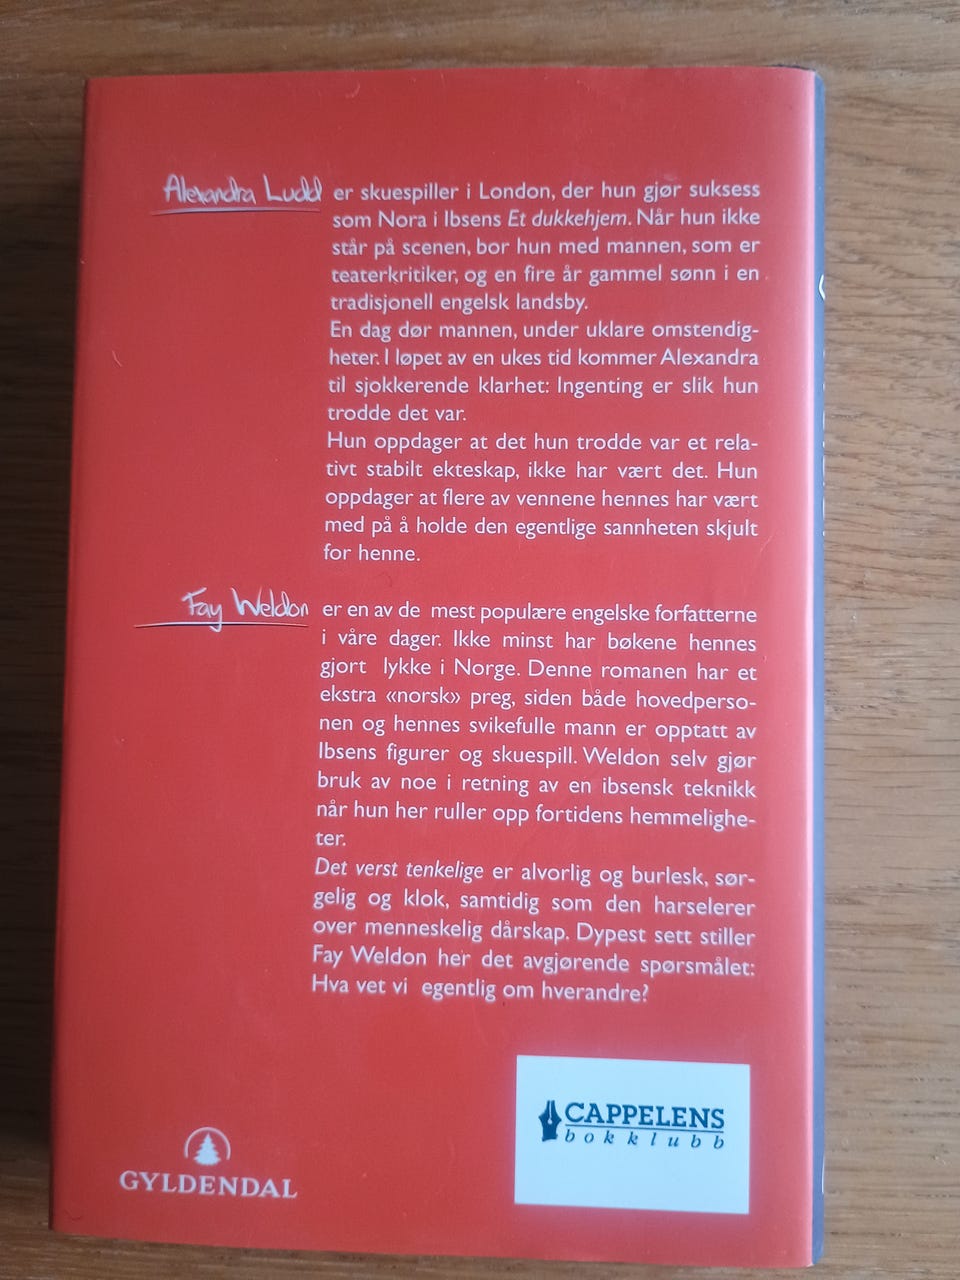 Alexandra Ludd er skuespiller i London, der hun gjør suksess
som Nora i Ibsens Et dukkehjem. Når hun ikke
står på scenen, bor hun med mannen, som er
teaterkritiker, og en fire år gammel sønn i en
tradisjonell engelsk landsby.
En dag dør mannen, under uklare omstendig-
heter. I løpet av en ukes tid kommer Alexandra
til sjokkerende klarhet: Ingenting er slik hun
trodde det var.
Hun oppdager at det hun trodde var et rela-
tivt stabilt ekteskap, ikke har vært det. Hun
oppdager at flere av vennene hennes har vært
med på å holde den egentlige sannheten skjult
for henne.
Fay Weldon er en av de mest populære engelske forfatterne
i våre dager. Ikke minst har bøkene hennes
gjort lykke i Norge. Denne romanen har et
ekstra «norsk» preg, siden både hovedperso-
nen og hennes svikefulle mann er opptatt av
Ibsens figurer og skuespill. Weldon selv gjør
bruk av noe i retning av en ibsensk teknikk
når hun her ruller opp fortidens hemmelighe-
ter.
Det verst tenkelige er alvorlig og burlesk, sør-
gelig og klok, samtidig som den harselerer
over menneskelig dårskap. Dypest sett stiller
Fay Weldon her det avgjørende spørsmålet:
Hva vet vi egentlig om hverandre?
CAPPELENS
bokklubb
GYLDENDAL